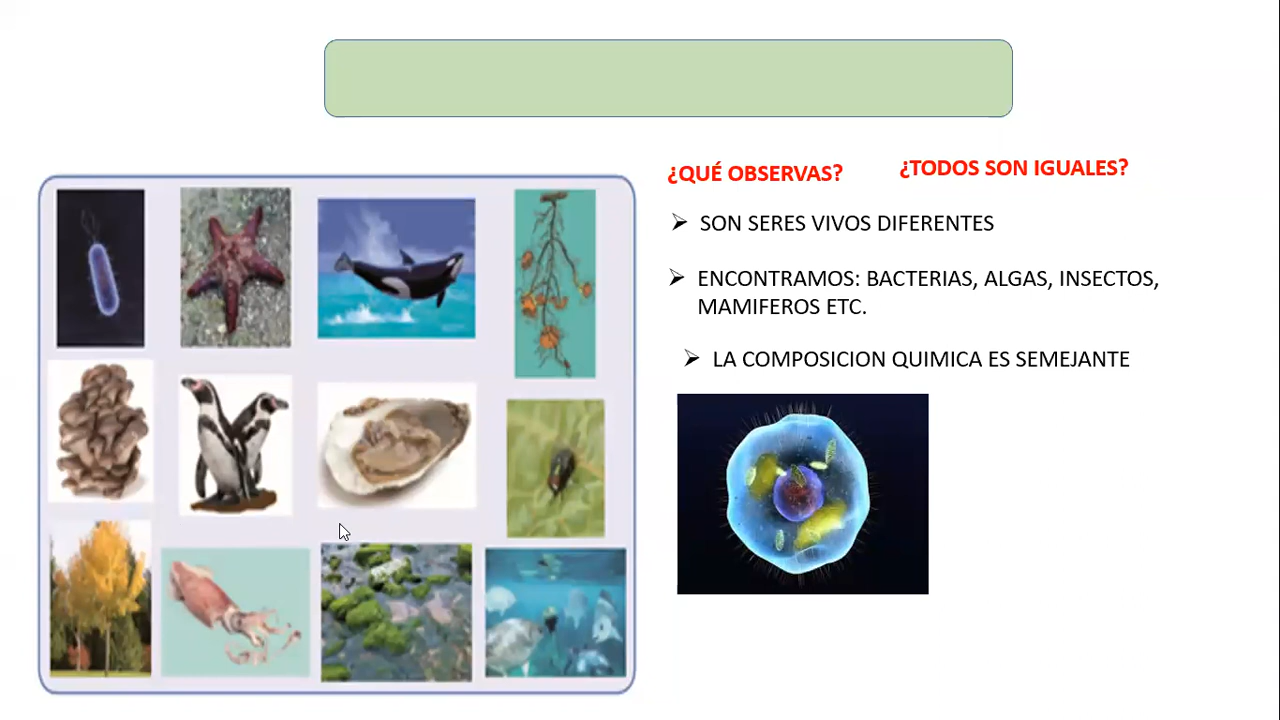 ¿QUÉ OBSERVAS?
¿TODOS SON IGUALES?
SON SERES VIVOS DIFERENTES
ENCONTRAMOS: BACTERIAS, ALGAS, INSECTOS,
MAMIFEROS ETC.
LA COMPOSICION QUIMICA ES SEMEJANTE